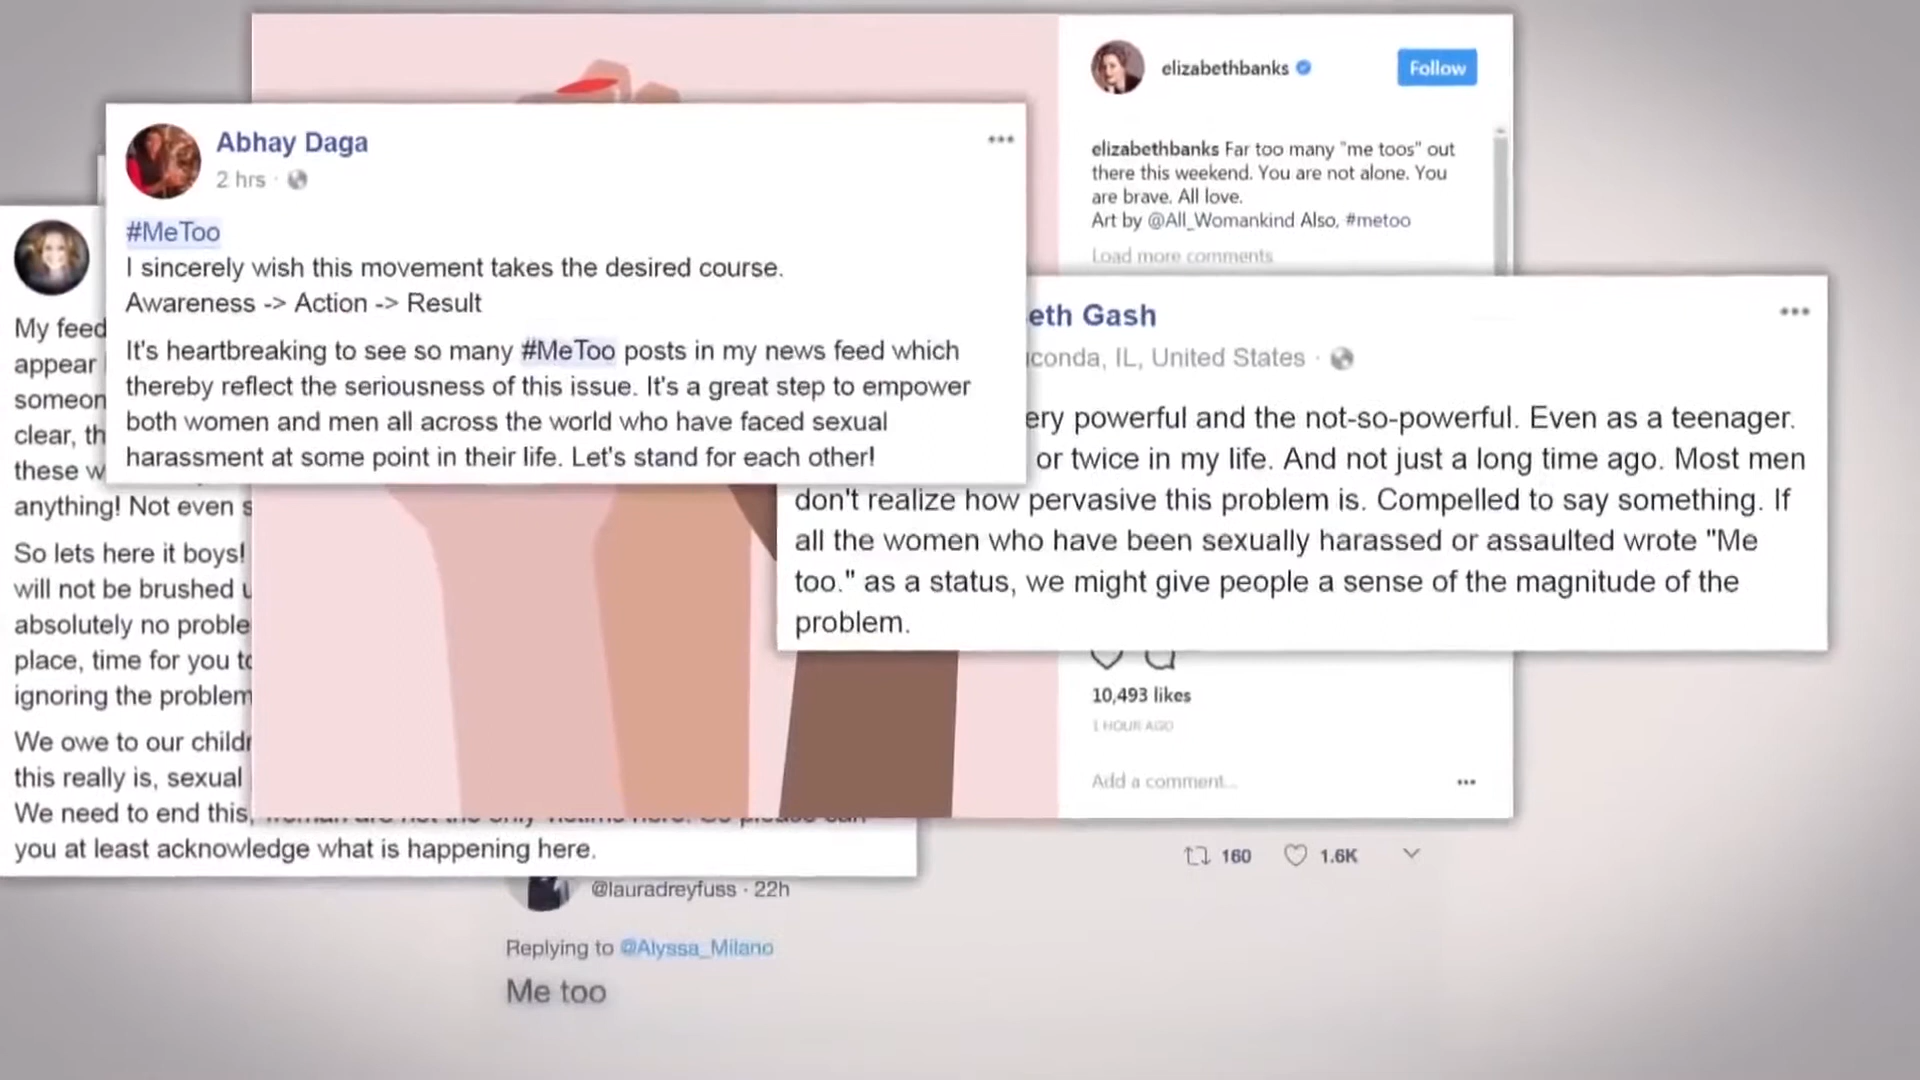 elizabethbanks
Follow
elizabethbanks Far too many "me toos" out
there this weekend. You are not alone. You
are brave. All love.
Art by @All_Womankind Also, #metoo
Load more comments
10,493 likes
1 HOUR AGO
Add a comment...
Abhay Daga
2 hrs
#MeToo
I sincerely wish this movement takes the desired course.
Awareness -> Action -> Result
It's heartbreaking to see so many #MeToo posts in my news feed which
thereby reflect the seriousness of this issue. It's a great step to empower
both women and men all across the world who have faced sexual
harassment at some point in their life. Let's stand for each other!
Gash
IL, United States
powerful and the not-so-powerful. Even as a teenager.
or twice in my life. And not just a long time ago. Most men
don't realize how pervasive this problem is. Compelled to say something. If
all the women who have been sexually harassed or assaulted wrote "Me
too." as a status, we might give people a sense of the magnitude of the
problem.
My feed
appear
clear,
these
anything! Not even
So lets here it boys!
will not be brushed
absolutely no
place, time for you
ignoring the problem
We owe to our
this really is, sexual
We need to end this,
you at least acknowledge what is happening here.
160 1.6K
@lauradreyfuss · 22h
Replying to @Alyssa_Milano
Me too